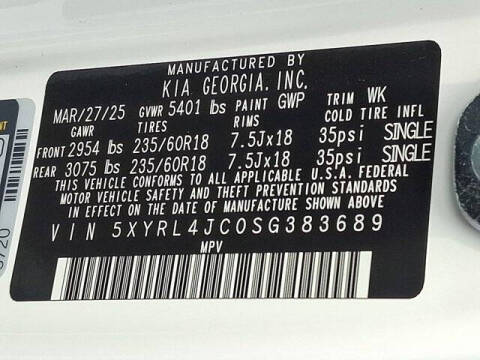 MANUFACTURED BY
KIA GEORGIA, INC.
MAR/27/25 GVWR 5401 lbs PAINT GWP TRIM WK
GAWR TIRES RIMS COLD TIRE INFL
FRONT 2954 lbs 235/60R18 7.5Jx18 35psi SINGLE
REAR 3075 lbs 235/60R18 7.5Jx18 35psi SINGLE
THIS VEHICLE CONFORMS TO ALL APPLICABLE U.S.A. FEDERAL
MOTOR VEHICLE SAFETY AND THEFT PREVENTION STANDARDS
IN EFFECT ON THE DATE OF MANUFACTURE SHOWN ABOVE
VIN 5XYRL4JC0SG383689
MPV